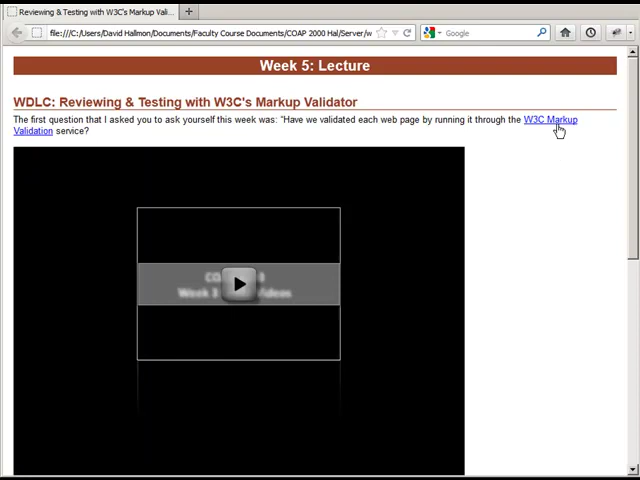 Reviewing & Testing with W3C's Markup Vali...
file:///C:/Users/David Hallmon/Documents/Faculty Course Documents/COAP 2000 Hal/Server/w
Google
Week 5: Lecture
WDLC: Reviewing & Testing with W3C's Markup Validator
The first question that I asked you to ask yourself this week was: "Have we validated each web page by running it through the W3C Markup
Validation service?
Week